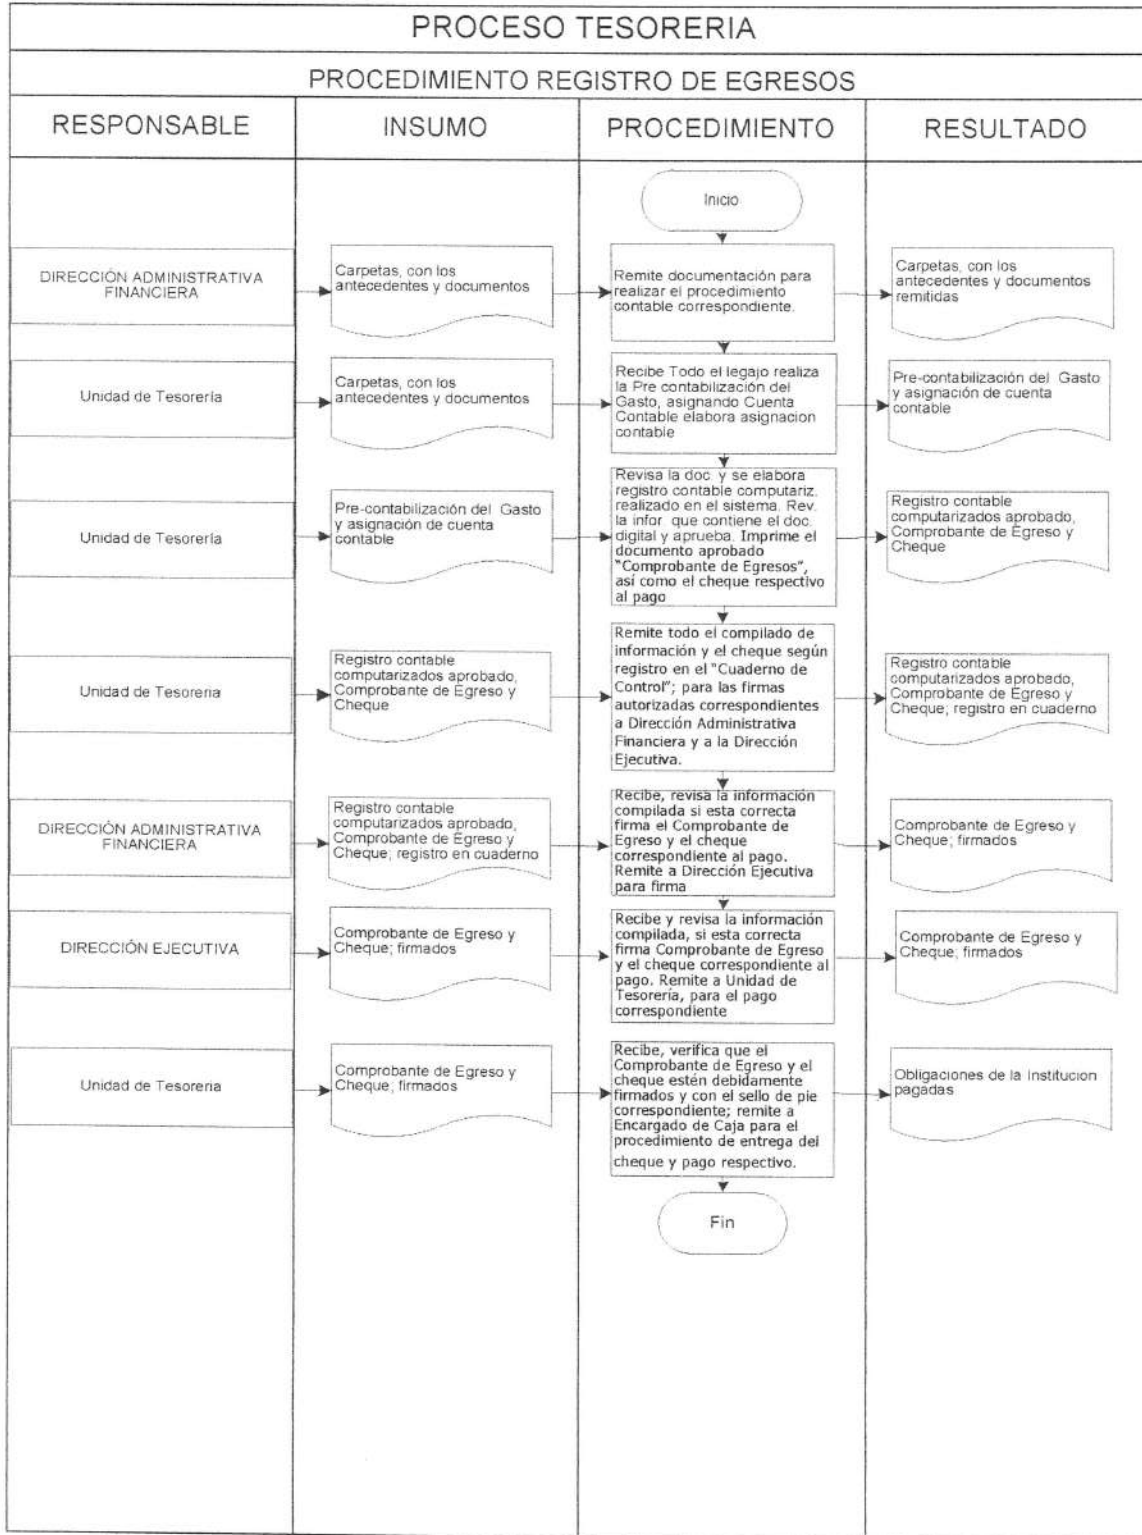 PROCESO TESORERIA
PROCEDIMIENTO REGISTRO DE EGRESOS
RESPONSABLE
INSUMO
PROCEDIMIENTO
RESULTADO
Inicio
DIRECCIÓN ADMINISTRATIVA
FINANCIERA
Carpetas, con los
antecedentes y documentos
Remite documentación para
realizar el procedimiento
contable correspondiente.
Carpetas, con los
antecedentes y documentos
remitidas
Unidad de Tesorería
Carpetas, con los
antecedentes y documentos
Recibe Todo el legajo realiza
la Pre contabilización del
Gasto, asignando Cuenta
Contable elabora asignacion
contable
Pre-contabilización del Gasto
y asignación de cuenta
contable
Unidad de Tesorería
Pre-contabilización del Gasto
y asignación de cuenta
contable
Revisa la doc. y se elabora
registro contable computariz.
realizado en el sistema. Rev.
la infor. que contiene el doc.
digital y aprueba. Imprime el
documento aprobado
"Comprobante de Egresos",
así como el cheque respectivo
al pago
Registro contable
computarizados aprobado,
Comprobante de Egreso y
Cheque
Unidad de Tesoreria
Registro contable
computarizados aprobado,
Comprobante de Egreso y
Cheque
Remite todo el compilado de
información y el cheque según
registro en el "Cuaderno de
Control"; para las firmas
autorizadas correspondientes
a Dirección Administrativa
Financiera y a la Dirección
Ejecutiva.
Registro contable
computarizados aprobado,
Comprobante de Egreso y
Cheque; registro en cuaderno
DIRECCIÓN ADMINISTRATIVA
FINANCIERA
Registro contable
computarizados aprobado,
Comprobante de Egreso y
Cheque; registro en cuaderno
Recibe, revisa la información
compilada si esta correcta
firma el Comprobante de
Egreso y el cheque
correspondiente al pago.
Remite a Dirección Ejecutiva
para firma
Comprobante de Egreso y
Cheque; firmados
DIRECCIÓN EJECUTIVA
Comprobante de Egreso y
Cheque; firmados
Recibe y revisa la información
compilada, si esta correcta
firma Comprobante de Egreso
y el cheque correspondiente al
pago. Remite a Unidad de
Tesorería, para el pago
correspondiente
Comprobante de Egreso y
Cheque; firmados
Unidad de Tesoreria
Comprobante de Egreso y
Cheque; firmados
Recibe, verifica que el
Comprobante de Egreso y el
cheque estén debidamente
firmados y con el sello de pie
correspondiente; remite a
Encargado de Caja para el
procedimiento de entrega del
cheque y pago respectivo.
Obligaciones de la Institucion
pagadas
Fin